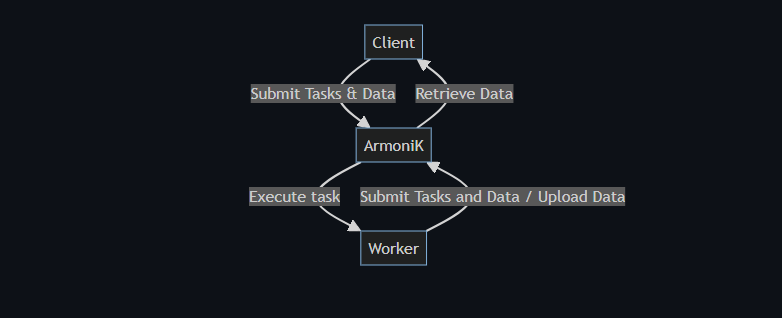 Client
Submit Tasks & Data
Retrieve Data
ArmoniK
Execute task
Submit Tasks and Data / Upload Data
Worker